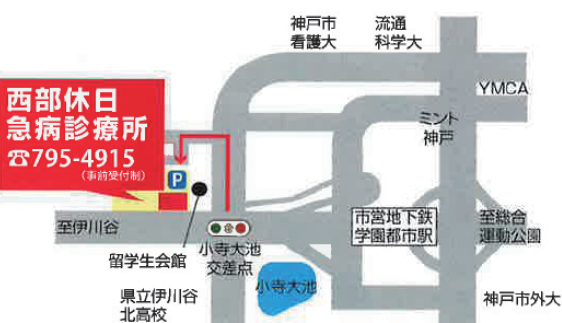 神戸市
看護大
流通
科学大
YMCA
ミント
神戸
西部休日
急病診療所
☎795-4915
(事前受付制)
P
至伊川谷
留学生会館
小寺大池
交差点
市営地下鉄
学園都市駅
至総合
運動公園
小寺大池
県立伊川谷
北高校
神戸市外大